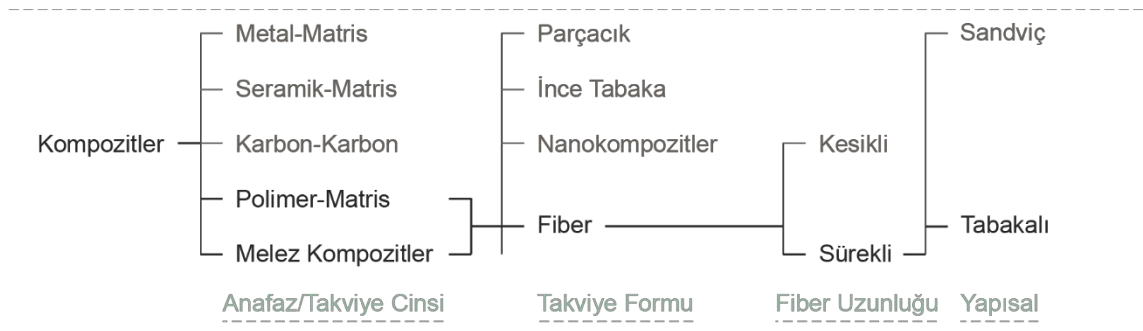 Metal-Matris Parçacık Sandviç
Seramik-Matris İnce Tabaka
Kompozitler Karbon-Karbon Nanokompozitler Kesikli
Polimer-Matris
Fiber Tabakalı
Melez Kompozitler Sürekli
Anafaz/Takviye Cinsi Takviye Formu Fiber Uzunluğu Yapısal